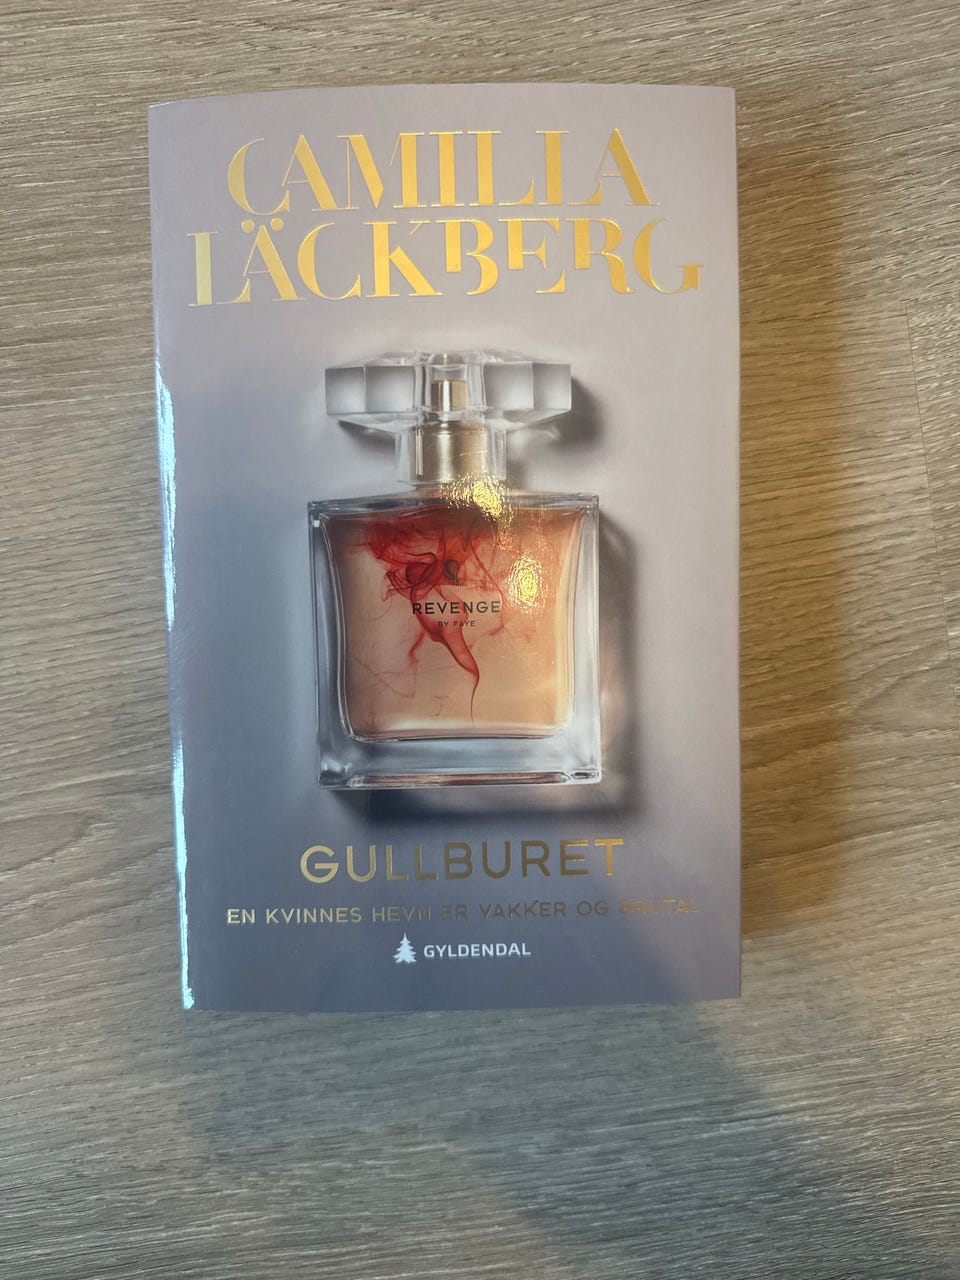 CAMILLA
LÄCKBERG
REVENGE
BY FAYE
GULLBURET
EN KVINNES HEVN ER VAKKER OG BRUTAL
GYLDENDAL